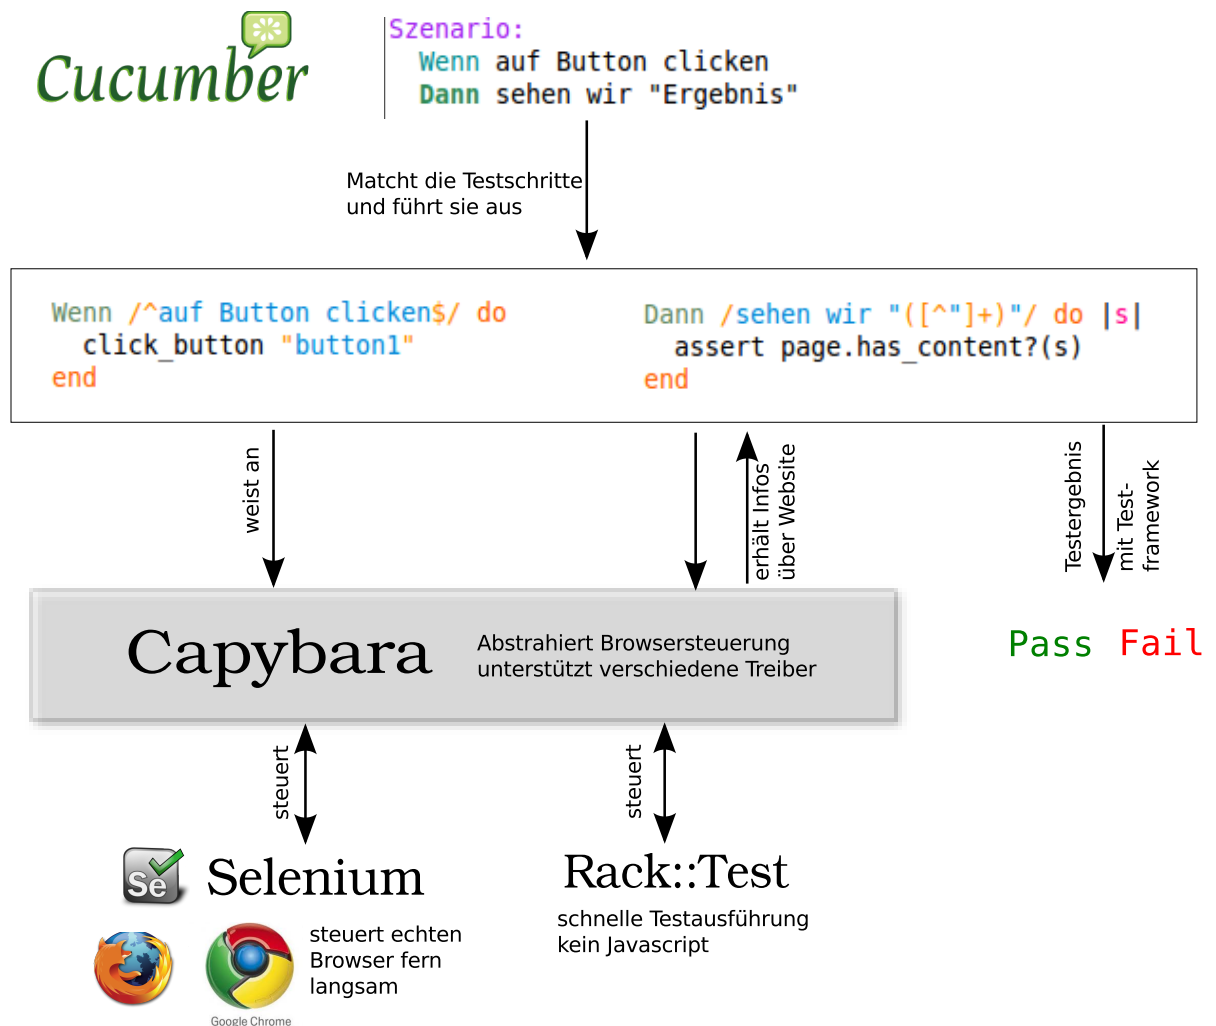 Cucumber
Szenario:
Wenn auf Button clicken
Dann sehen wir "Ergebnis"
Matcht die Testschritte
und führt sie aus
Wenn /^auf Button clicken$/ do
click_button "button1"
end
Dann /sehen wir "([^"]+)"/ do |s|
assert page.has_content?(s)
end
weist an
erhält Infos
über Website
Testergebnis
mit Test-
framework
Capybara
Abstrahiert Browsersteuerung
unterstützt verschiedene Treiber
Pass Fail
steuert
steuert
Se
Selenium
steuert echten
Browser fern
langsam
Google Chrome
Rack::Test
schnelle Testausführung
kein Javascript